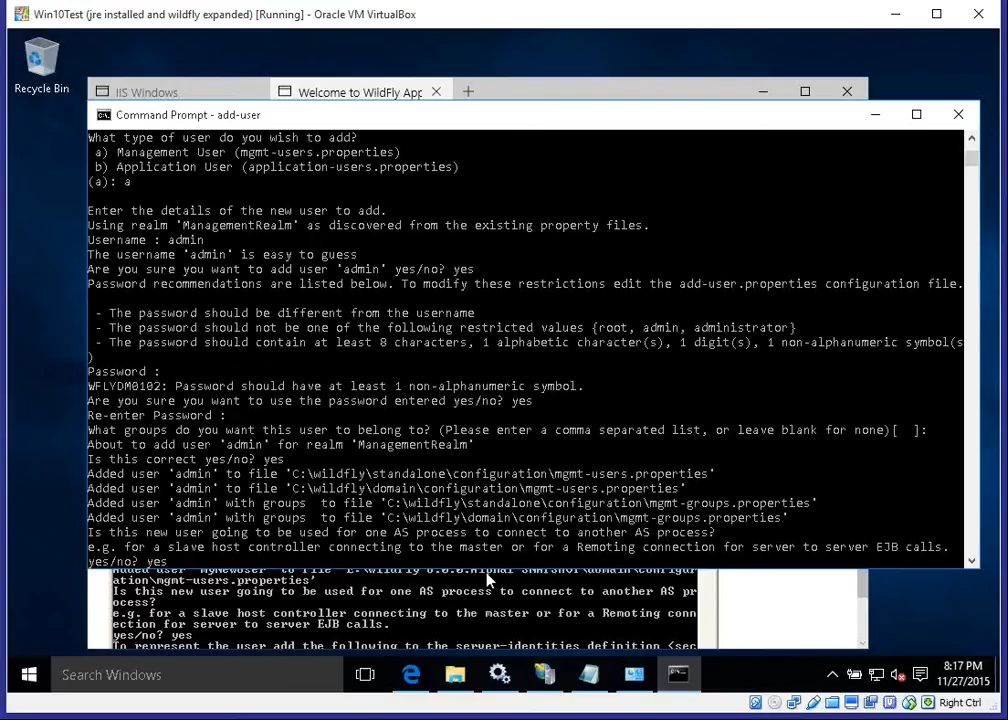 Win10Test (jre installed and wildfly expanded) [Running] - Oracle VM VirtualBox
Recycle Bin
IIS Windows
Welcome to WildFly App
Command Prompt - add-user
What type of user do you wish to add?
a) Management User (mgmt-users.properties)
b) Application User (application-users.properties)
(a): a
Enter the details of the new user to add.
Using realm 'ManagementRealm' as discovered from the existing property files.
Username : admin
The username 'admin' is easy to guess
Are you sure you want to add user 'admin' yes/no? yes
Password recommendations are listed below. To modify these restrictions edit the add-user.properties configuration file.
- The password should be different from the username
- The password should not be one of the following restricted values {root, admin, administrator}
- The password should contain at least 8 characters, 1 alphabetic character(s), 1 digit(s), 1 non-alphanumeric symbol(s
)
Password :
WFLYDM0102: Password should have at least 1 non-alphanumeric symbol.
Are you sure you want to use the password entered yes/no? yes
Re-enter Password :
What groups do you want this user to belong to? (Please enter a comma separated list, or leave blank for none)[  ]:
About to add user 'admin' for realm 'ManagementRealm'
Is this correct yes/no? yes
Added user 'admin' to file 'C:\wildfly\standalone\configuration\mgmt-users.properties'
Added user 'admin' to file 'C:\wildfly\domain\configuration\mgmt-users.properties'
Added user 'admin' with groups  to file 'C:\wildfly\standalone\configuration\mgmt-groups.properties'
Added user 'admin' with groups  to file 'C:\wildfly\domain\configuration\mgmt-groups.properties'
Is this new user going to be used for one AS process to connect to another AS process?
e.g. for a slave host controller connecting to the master or for a Remoting connection for server to server EJB calls.
yes/no? yes
ation\mgmt-users.properties'
Is this new user going to be used for one AS process to connect to another AS pr
ocess?
e.g. for a slave host controller connecting to the master or for a Remoting conn
ection for server to server EJB calls.
yes/no? yes
To represent the user add the following to the server-identities definition <sec
Search Windows
8:17 PM
11/27/2015
Right Ctrl